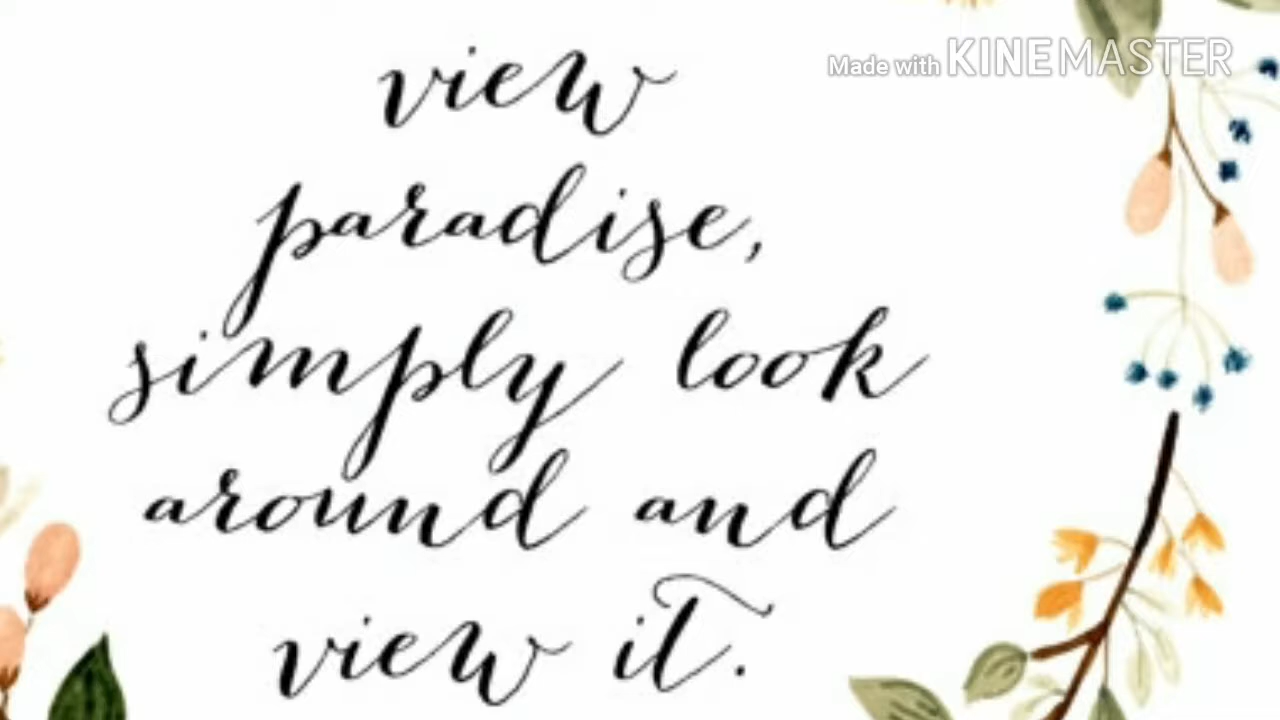 Made with KINEMASTER
view
paradise,
simply look
around and
view it.